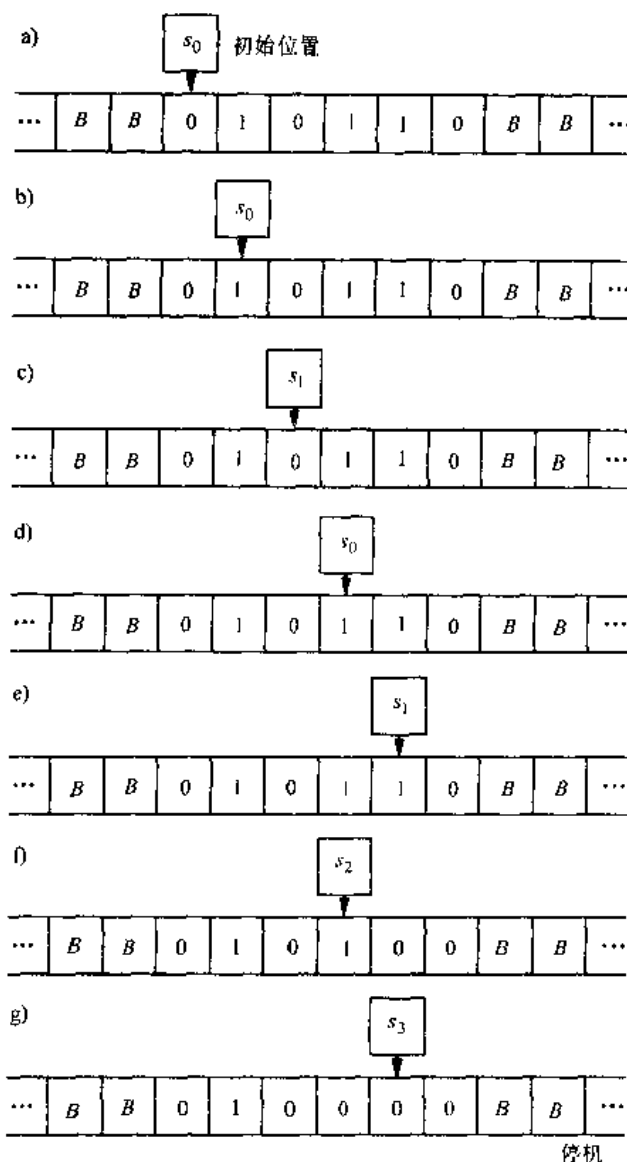 a)
s₀ 初始位置
… B B 0 1 0 1 1 0 B B …
b)
s₀
… B B 0 1 0 1 1 0 B B …
c)
s₁
… B B 0 1 0 1 1 0 B B …
d)
s₀
… B B 0 1 0 1 1 0 B B …
e)
s₁
… B B 0 1 0 1 1 0 B B …
f)
s₂
… B B 0 1 0 1 0 0 B B …
g)
s₃
… B B 0 1 0 0 0 0 B B …
停机